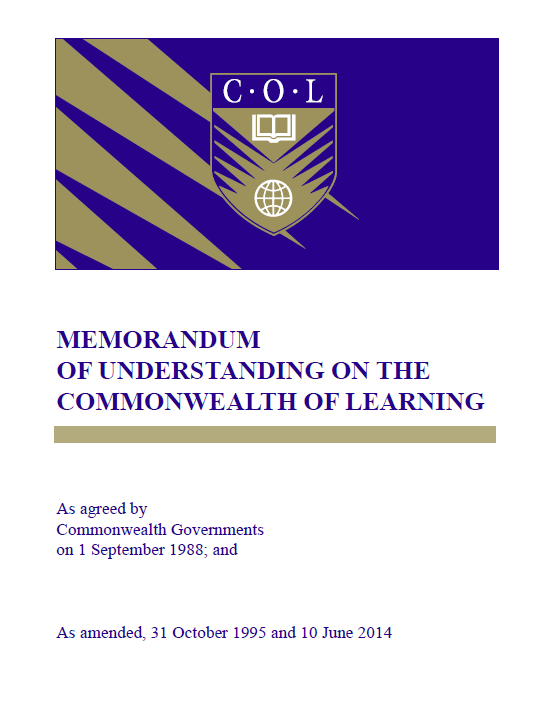 C·O·L
MEMORANDUM
OF UNDERSTANDING ON THE
COMMONWEALTH OF LEARNING
As agreed by
Commonwealth Governments
on 1 September 1988; and
As amended, 31 October 1995 and 10 June 2014